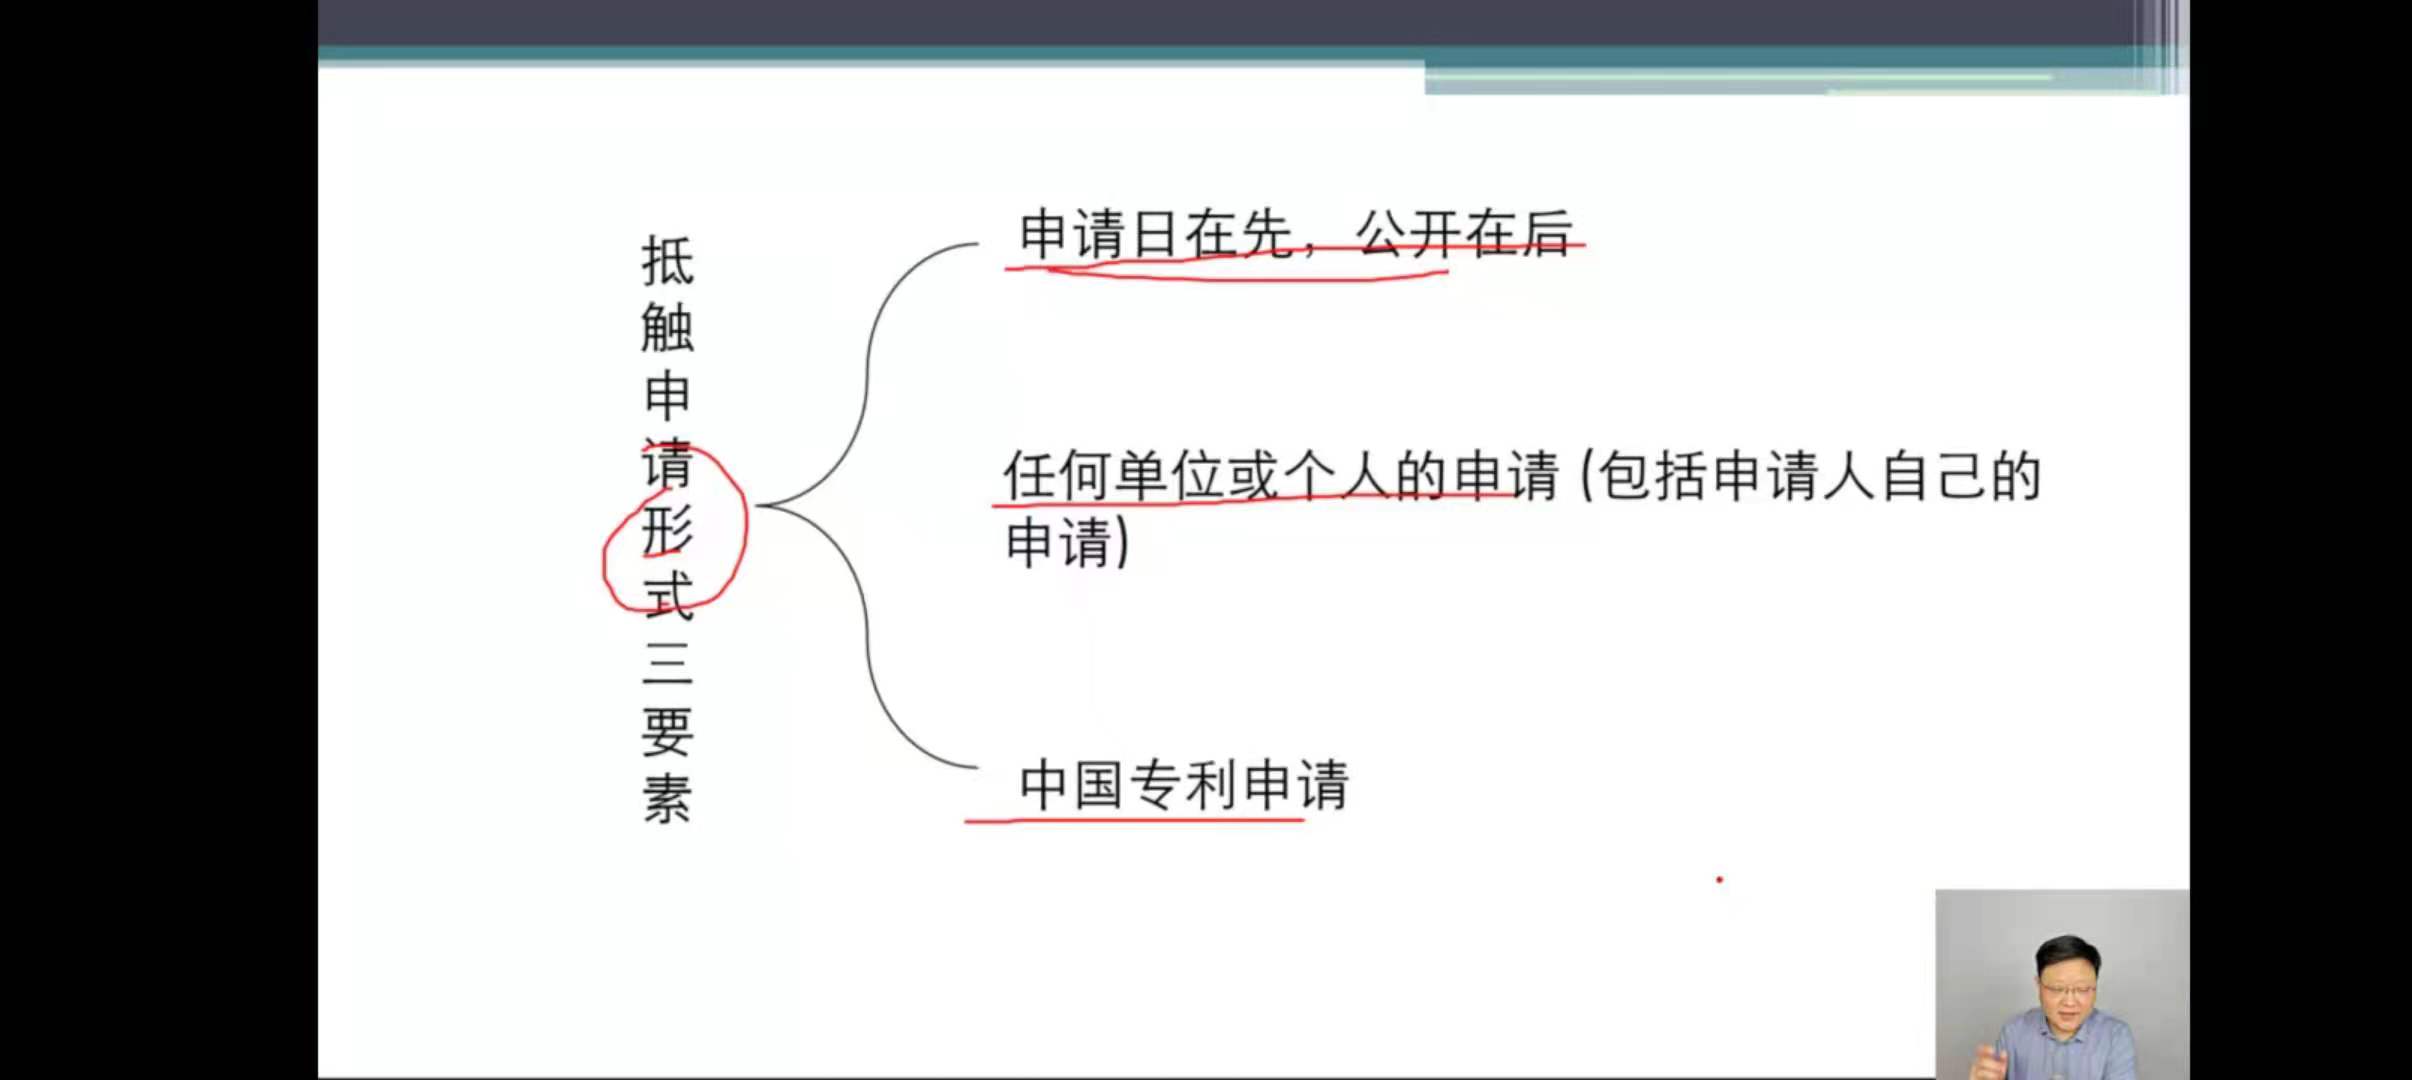 抵触申请形式三要素
申请日在先，公开在后
任何单位或个人的申请 (包括申请人自己的
申请)
中国专利申请